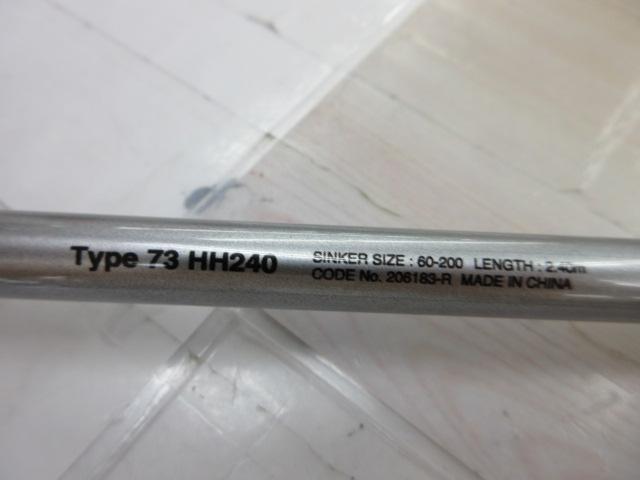 Type 73 HH240
SINKER SIZE : 60-200 LENGTH : 2.40m
CODE No. 206183-R MADE IN CHINA